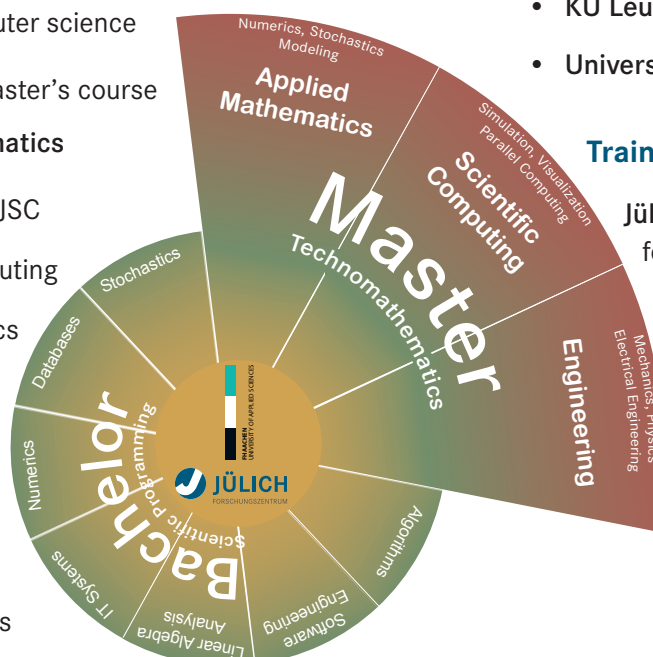 uter science
aster's course
natics
JSC
uting
cs
s
• KU Leu
• Univers
Train
Jül
fo
Numerics, Stochastics
Modeling
Applied
Mathematics
Simulation, Visualization
Parallel Computing
Scientific
Computing
Mechanics, Physics
Electrical Engineering
Engineering
Master
Technomathematics
Stochastics
Databases
Numerics
IT Systems
Linear Algebra
Analysis
Software
Engineering
Algorithms
Bachelor
Scientific Programming
FH AACHEN
UNIVERSITY OF APPLIED SCIENCES
JÜLICH
FORSCHUNGSZENTRUM